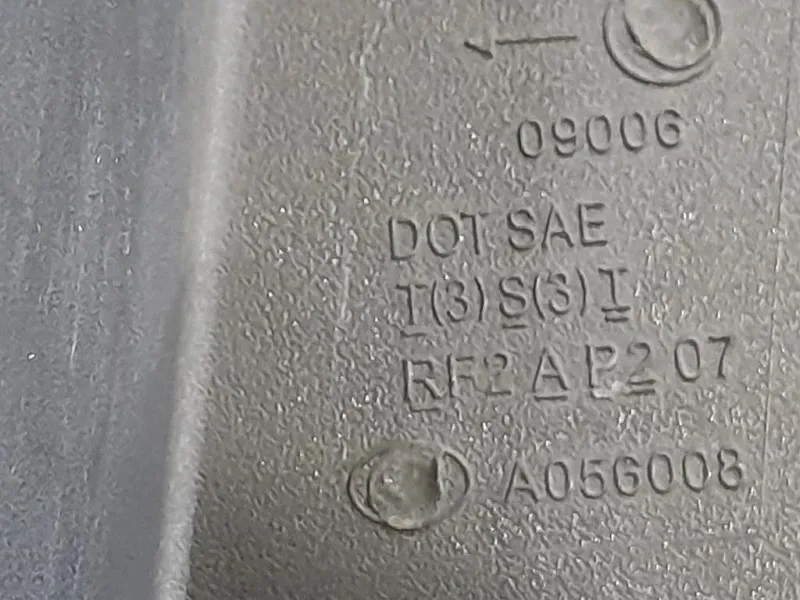 09006
DOT SAE
T(3) S(3) T
RF2 A P2 07
A056008